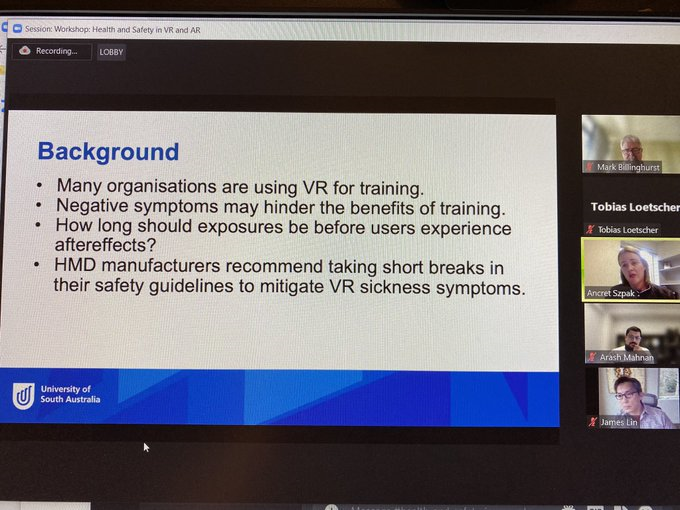 Session: Workshop: Health and Safety in VR and AR
Recording...
LOBBY
Background
• Many organisations are using VR for training.
• Negative symptoms may hinder the benefits of training.
• How long should exposures be before users experience
aftereffects?
• HMD manufacturers recommend taking short breaks in
their safety guidelines to mitigate VR sickness symptoms.
University of
South Australia
Mark Billinghurst
Tobias Loetscher
Tobias Loetscher
Ancret Szpak
Arash Mahnan
James Lin